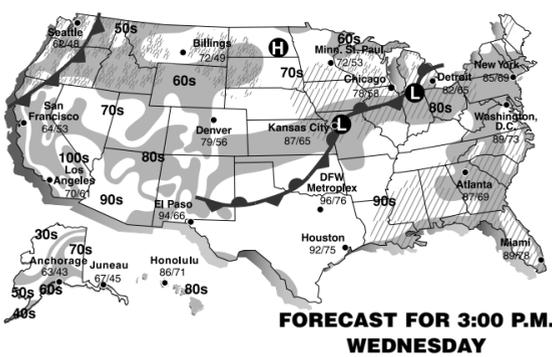 Seattle
62/48
50s
Billings
72/49
H
60s
Minn. St. Paul
72/53
70s
New York
85/69
Chicago
78/68
Detroit
82/65
L
60s
80s
San
Francisco
64/53
70s
Denver
79/56
Kansas City
87/65
L
Washington,
D.C.
89/73
100s
Los
Angeles
70/61
80s
90s
DFW
Metroplex
96/76
El Paso
94/66
90s
Atlanta
87/69
Houston
92/75
Miami
89/78
30s
70s
Anchorage
63/43
Juneau
67/45
Honolulu
86/71
50s
60s
80s
40s
FORECAST FOR 3:00 P.M.
WEDNESDAY